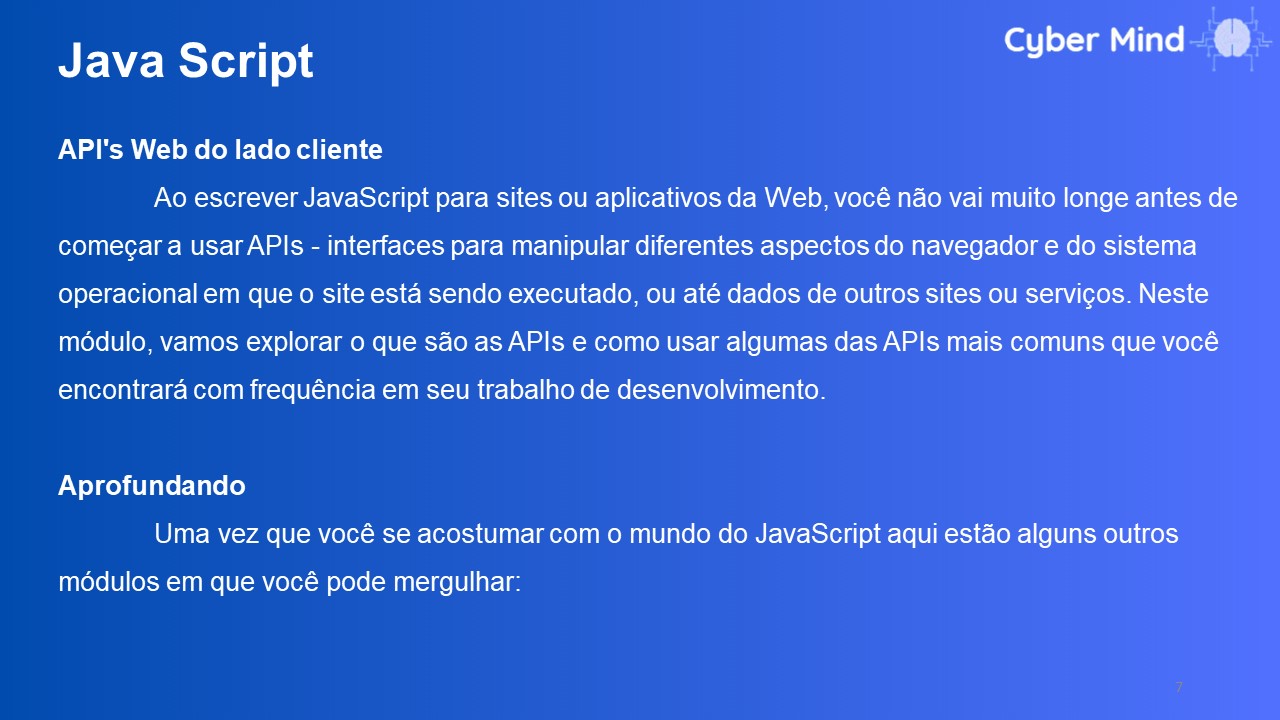 Java Script
Cyber Mind
API's Web do lado cliente
Ao escrever JavaScript para sites ou aplicativos da Web, você não vai muito longe antes de
começar a usar APIs - interfaces para manipular diferentes aspectos do navegador e do sistema
operacional em que o site está sendo executado, ou até dados de outros sites ou serviços. Neste
módulo, vamos explorar o que são as APIs e como usar algumas das APIs mais comuns que você
encontrará com frequência em seu trabalho de desenvolvimento.
Aprofundando
Uma vez que você se acostumar com o mundo do JavaScript aqui estão alguns outros
módulos em que você pode mergulhar:
7